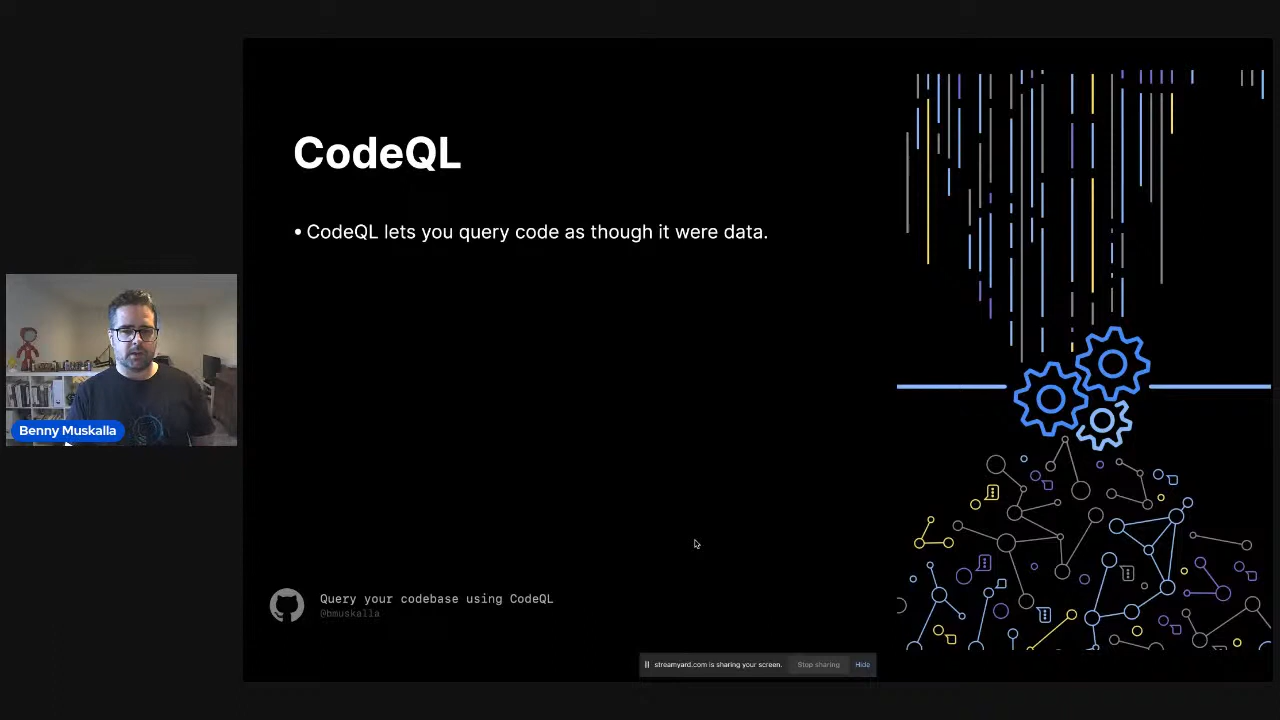 CodeQL
• CodeQL lets you query code as though it were data.
Benny Muskalla
Query your codebase using CodeQL
@bmuskalla
streamyard.com is sharing your screen.
Stop sharing
Hide